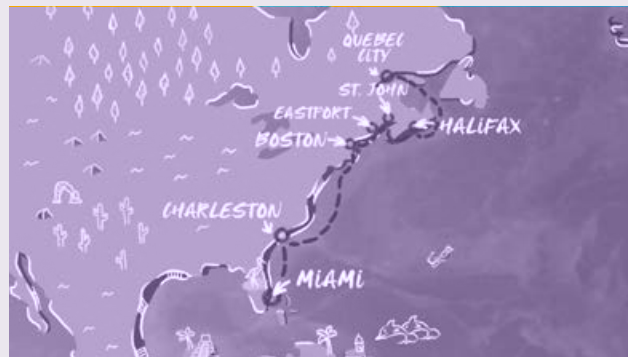 QUEBEC
CITY
ST. JOHN
EASTPORT
BOSTON
HALIFAX
CHARLESTON
MIAMI